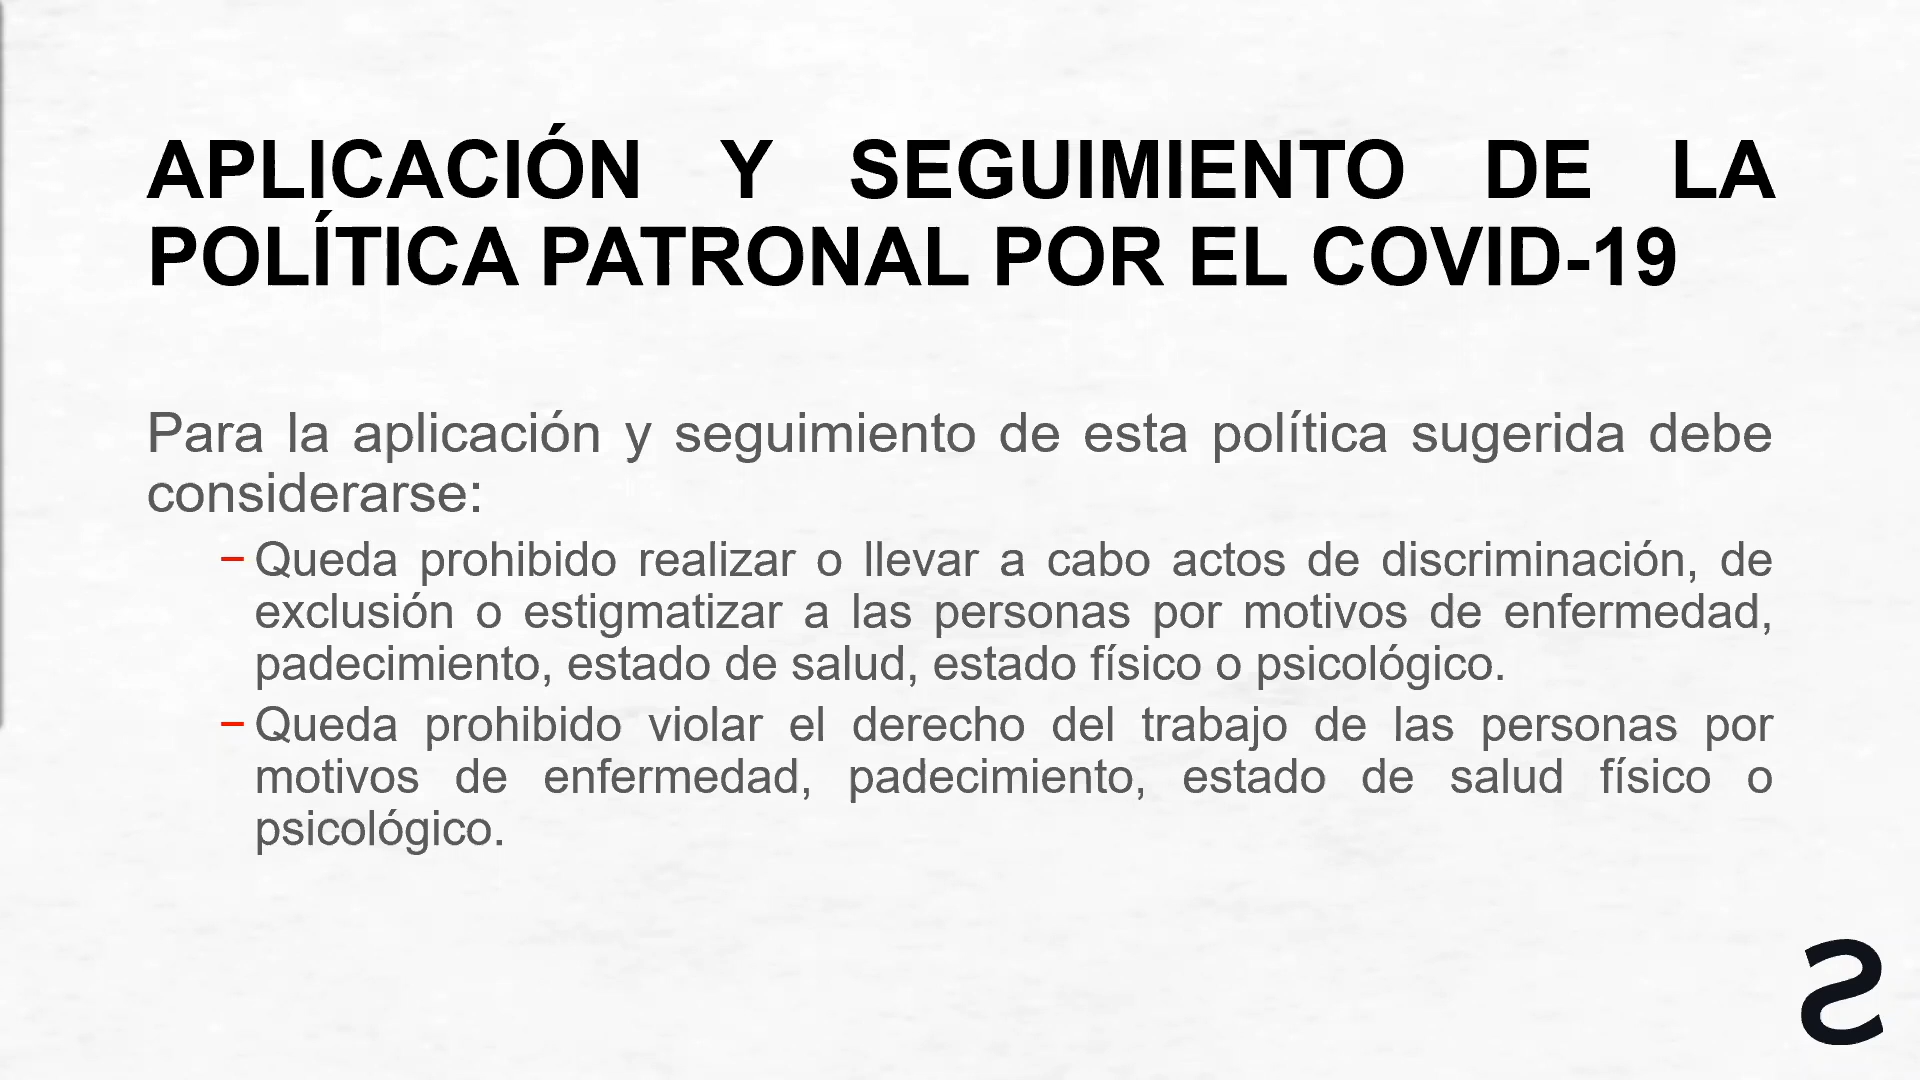 APLICACIÓN Y SEGUIMIENTO DE LA
POLÍTICA PATRONAL POR EL COVID-19
Para la aplicación y seguimiento de esta política sugerida debe
considerarse:
– Queda prohibido realizar o llevar a cabo actos de discriminación, de
exclusión o estigmatizar a las personas por motivos de enfermedad,
padecimiento, estado de salud, estado físico o psicológico.
– Queda prohibido violar el derecho del trabajo de las personas por
motivos de enfermedad, padecimiento, estado de salud físico o
psicológico.